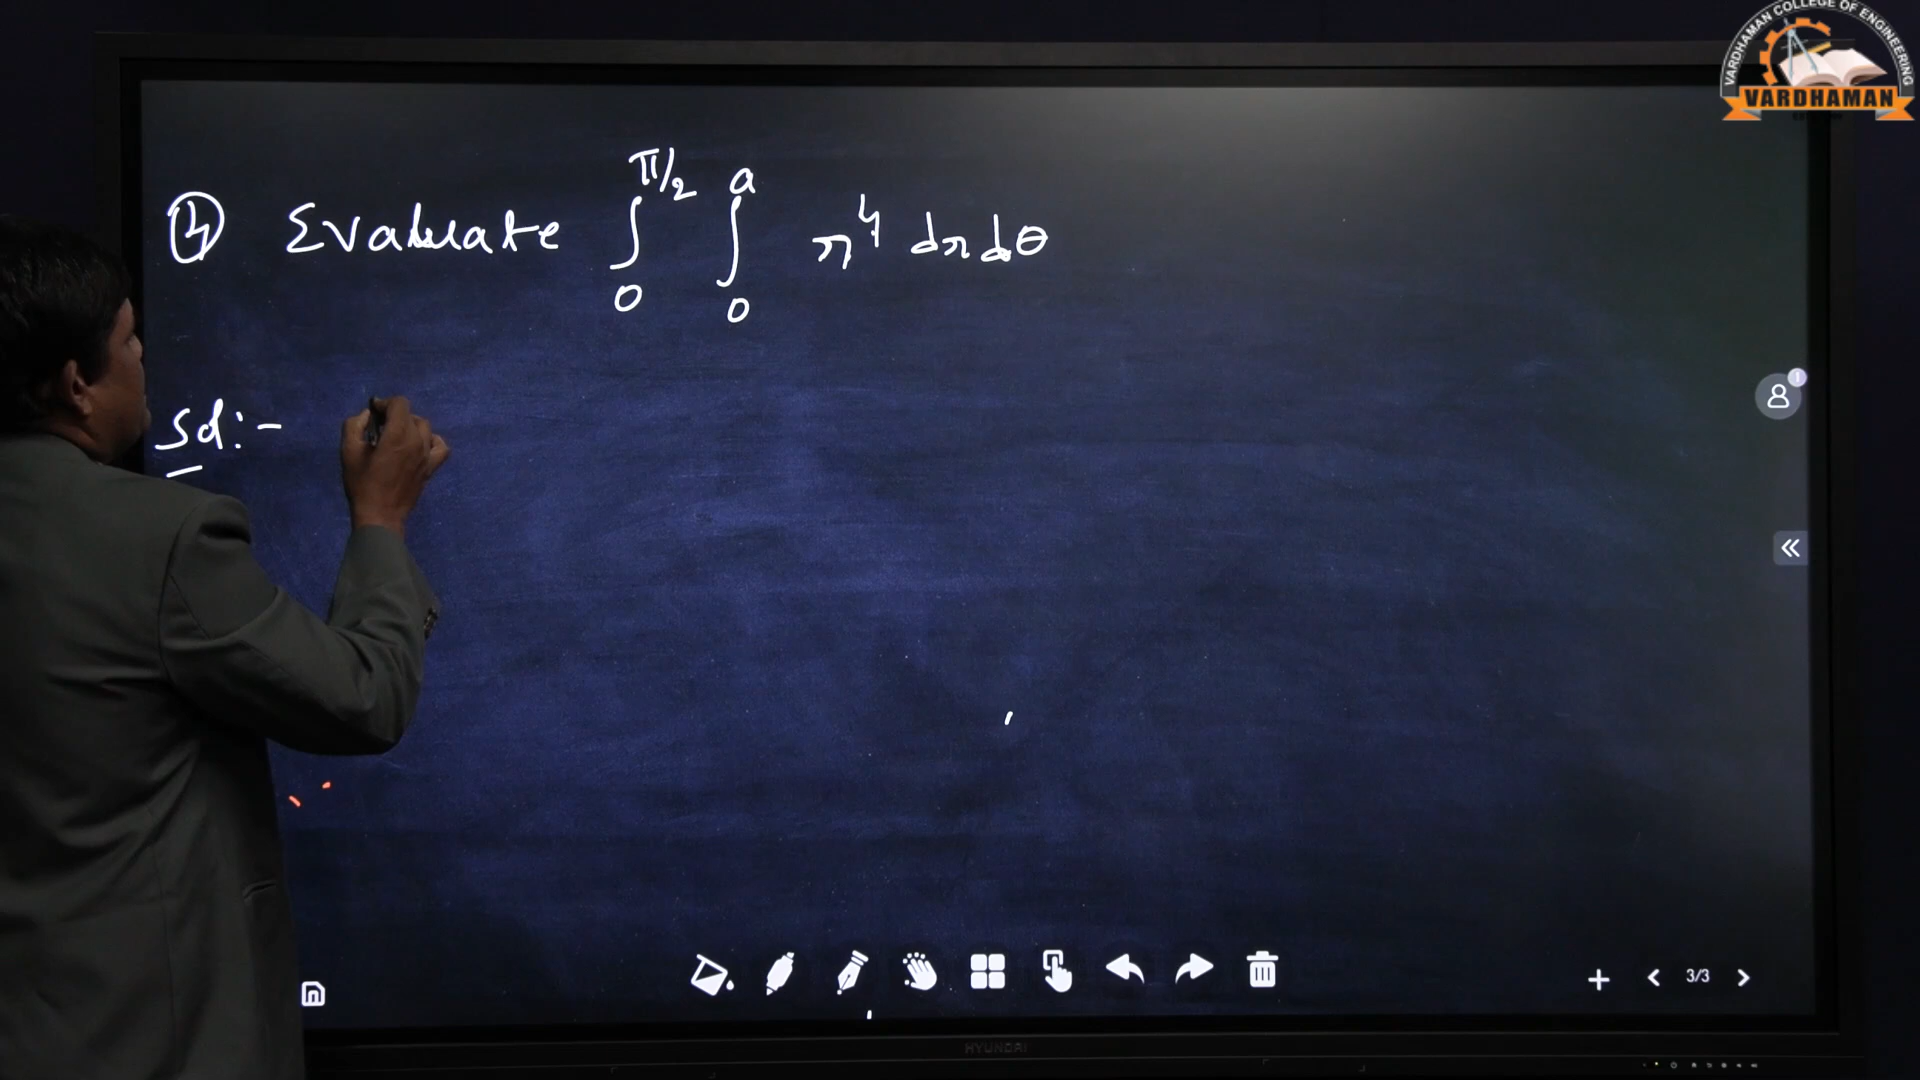 VARDHAMAN COLLEGE OF ENGINEERING
VARDHAMAN
④ Evaluate ∫₀^{π/2} ∫₀^{a} r⁴ dr dθ
Sol:-
3/3
HYUNDAI